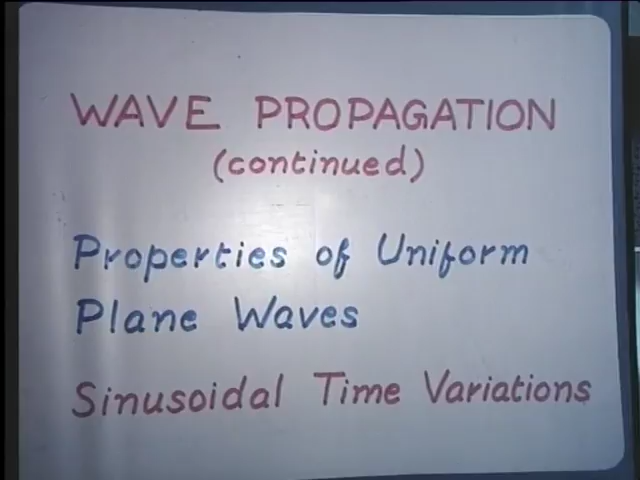 WAVE PROPAGATION
(continued)
Properties of Uniform
Plane Waves
Sinusoidal Time Variations